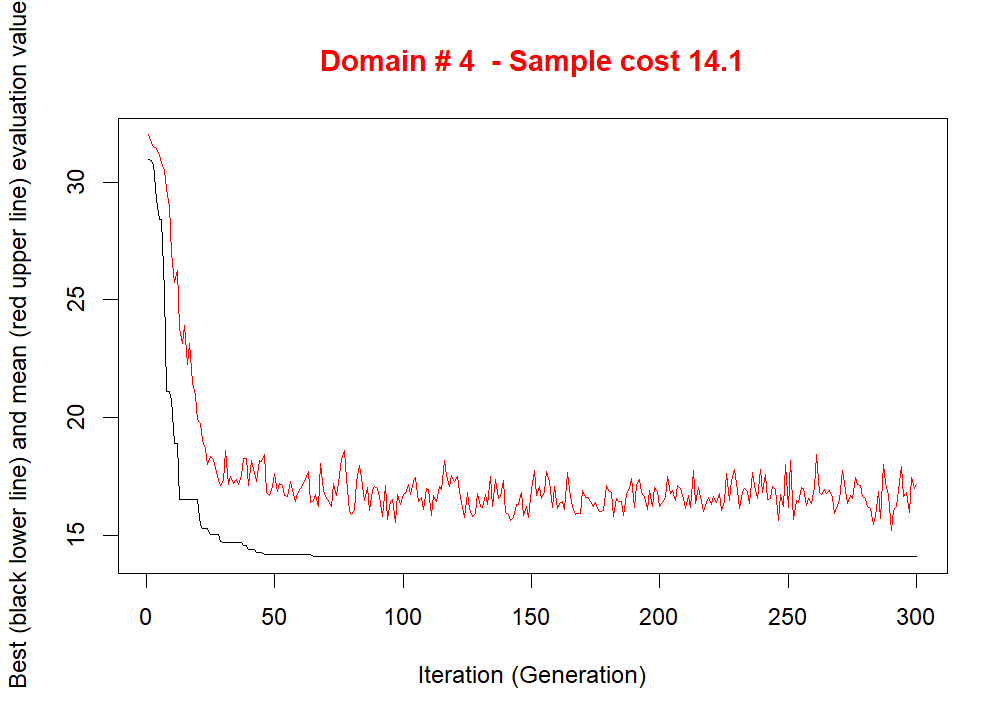 Domain # 4  - Sample cost 14.1
Best (black lower line) and mean (red upper line) evaluation value
30
25
20
15
0 50 100 150 200 250 300
Iteration (Generation)